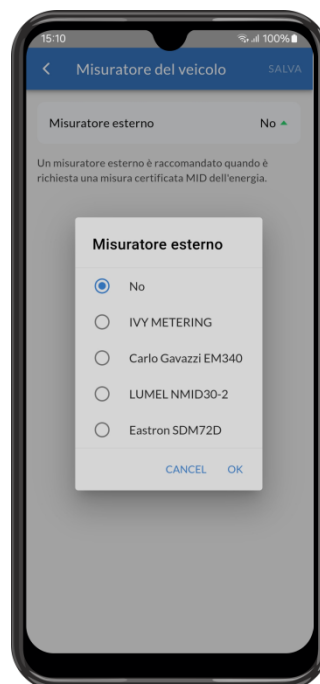 15:10 100%
Misuratore del veicolo SALVA
Misuratore esterno No
Un misuratore esterno è raccomandato quando è
richiesta una misura certificata MID dell'energia.
Misuratore esterno
No
IVY METERING
Carlo Gavazzi EM340
LUMEL NMID30-2
Eastron SDM72D
CANCEL OK